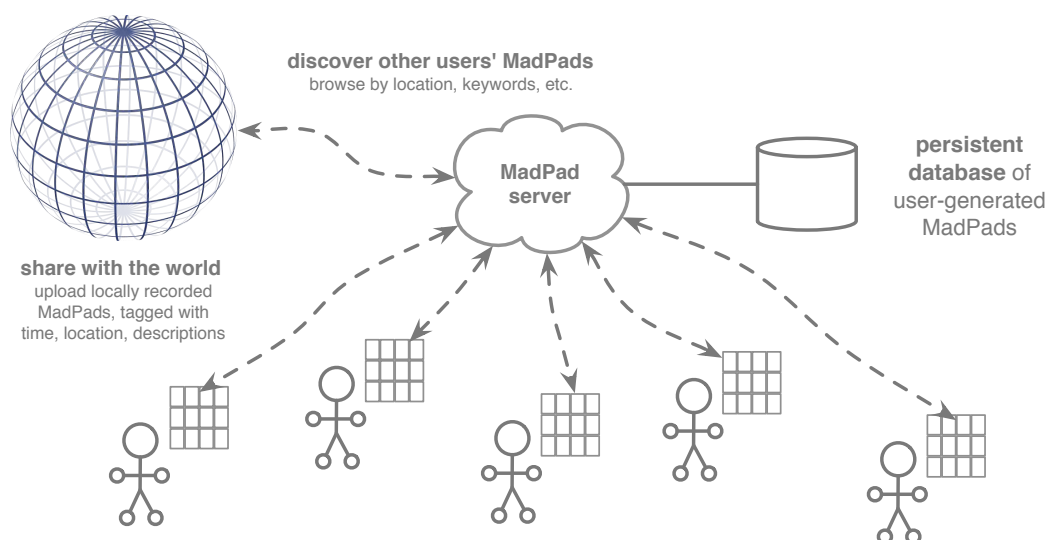 discover other users' MadPads
browse by location, keywords, etc.
MadPad
server
persistent
database of
user-generated
MadPads
share with the world
upload locally recorded
MadPads, tagged with
time, location, descriptions